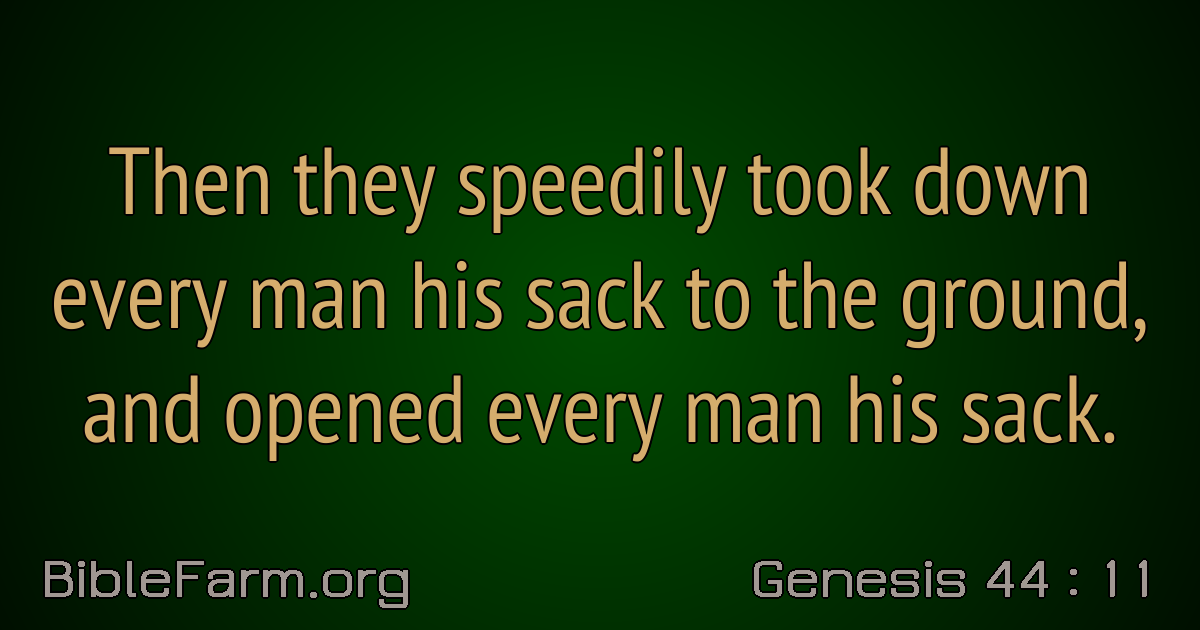 Then they speedily took down
every man his sack to the ground,
and opened every man his sack.
BibleFarm.org
Genesis 44 : 11